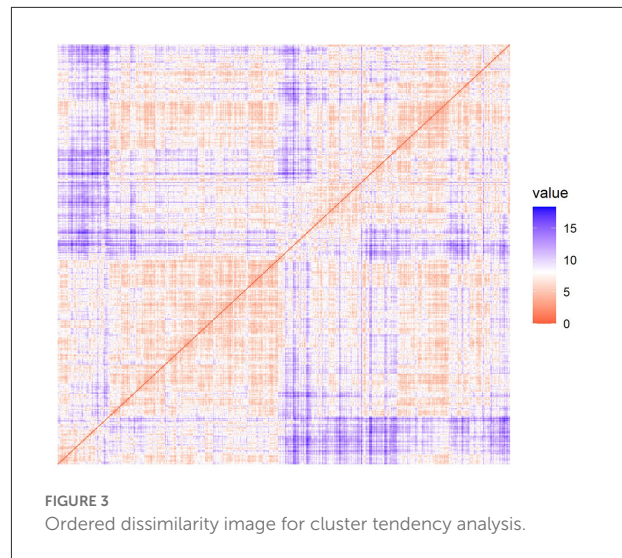 value
15
10
5
0
FIGURE 3
Ordered dissimilarity image for cluster tendency analysis.